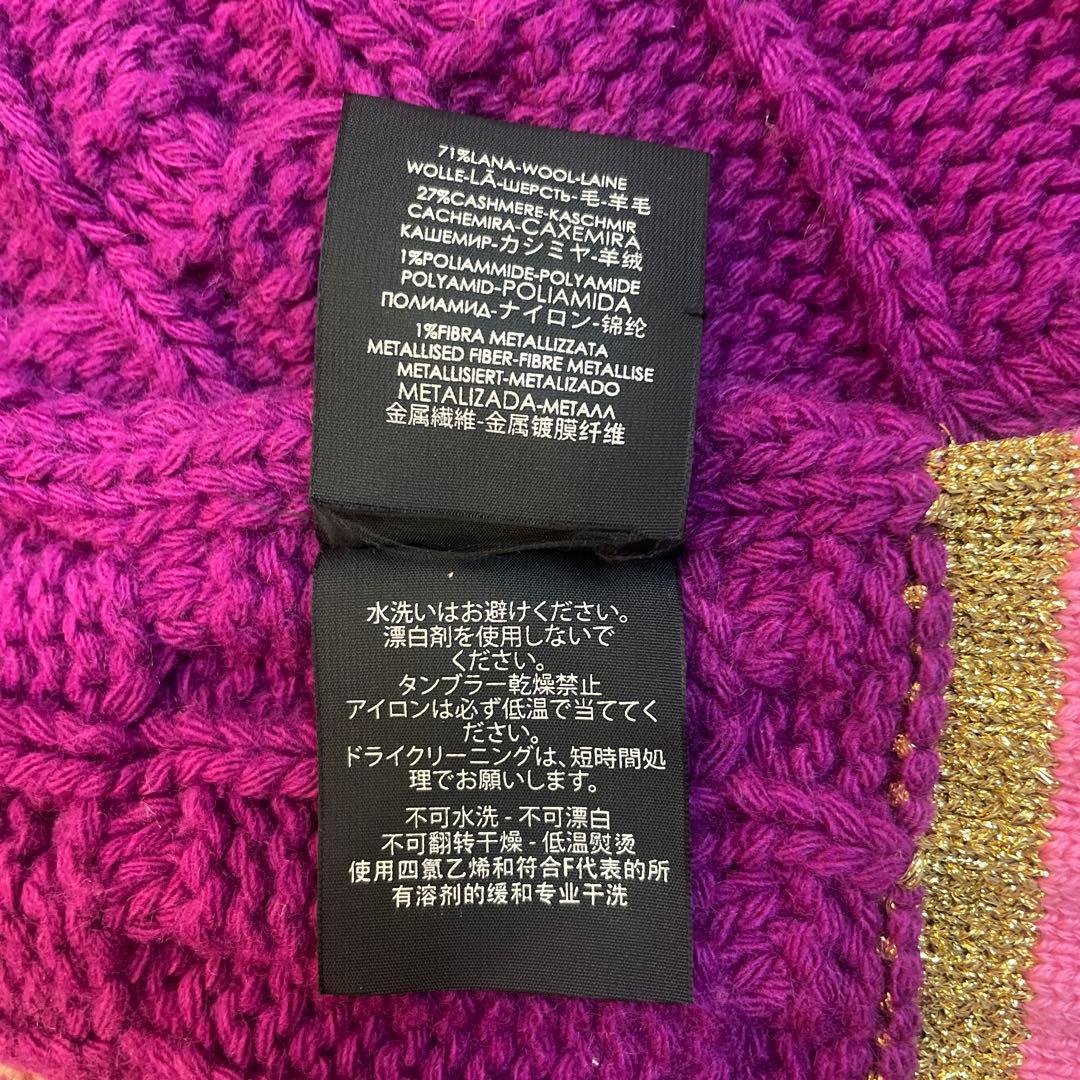 71%LANA-WOOL-LAINE
WOLLE-LÃ-ШЕРСТЬ-毛-羊毛
27%CASHMERE-KASCHMIR
CACHEMIRA-CAXEMIRA
КАШЕМИР-カシミヤ-羊绒
1%POLIAMMIDE-POLYAMIDE
POLYAMID-POLIAMIDA
ПОЛИАМИД-ナイロン-锦纶
1%FIBRA METALLIZZATA
METALLISED FIBER-FIBRE METALLISE
METALLISIERT-METALIZADO
METALIZADA-МЕТАЛЛ
金属繊維-金属镀膜纤维
水洗いはお避けください。
漂白剤を使用しないで
ください。
タンブラー乾燥禁止
アイロンは必ず低温で当ててく
ださい。
ドライクリーニングは、短時間処
理でお願いします。
不可水洗 - 不可漂白
不可翻转干燥 - 低温熨烫
使用四氯乙烯和符合F代表的所
有溶剂的缓和专业干洗